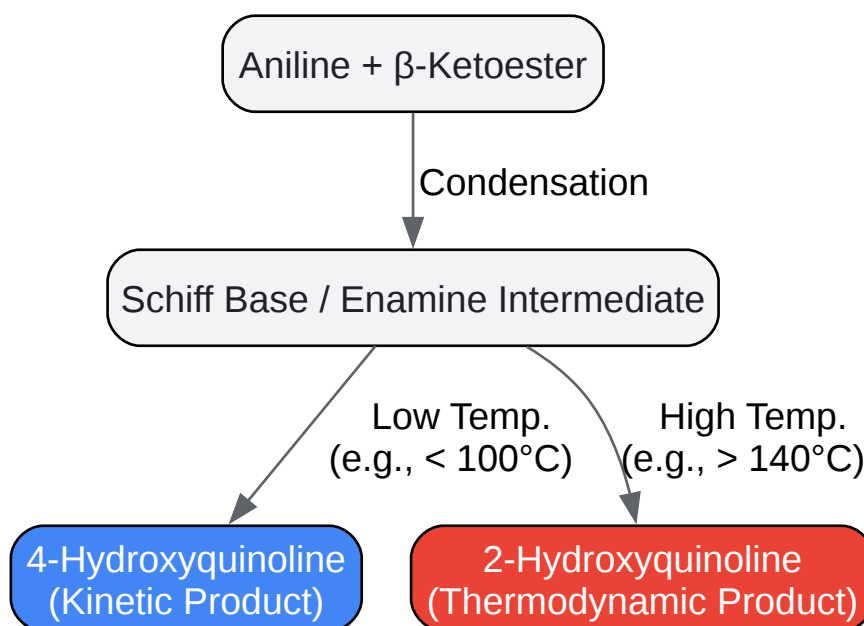 Aniline + β-Ketoester
Condensation
Schiff Base / Enamine Intermediate
Low Temp.
(e.g., < 100°C)
High Temp.
(e.g., > 140°C)
4-Hydroxyquinoline
(Kinetic Product)
2-Hydroxyquinoline
(Thermodynamic Product)